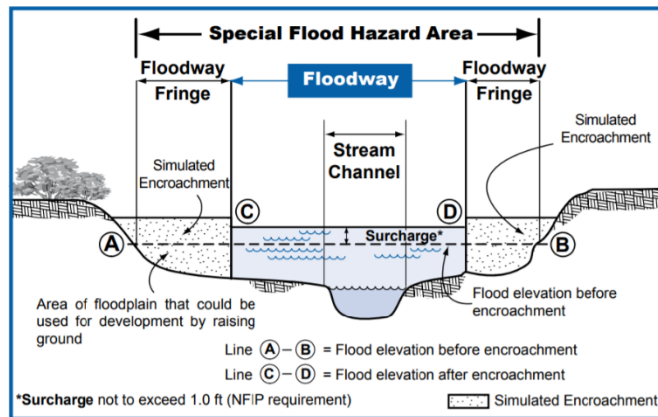 Special Flood Hazard Area
Floodway
Fringe
Floodway
Floodway
Fringe
Simulated
Encroachment
Stream
Channel
Simulated
Encroachment
C
D
Surcharge*
A
B
Area of floodplain that could be
used for development by raising
ground
Flood elevation before
encroachment
Line A – B = Flood elevation before encroachment
Line C – D = Flood elevation after encroachment
*Surcharge not to exceed 1.0 ft (NFIP requirement)
Simulated Encroachment